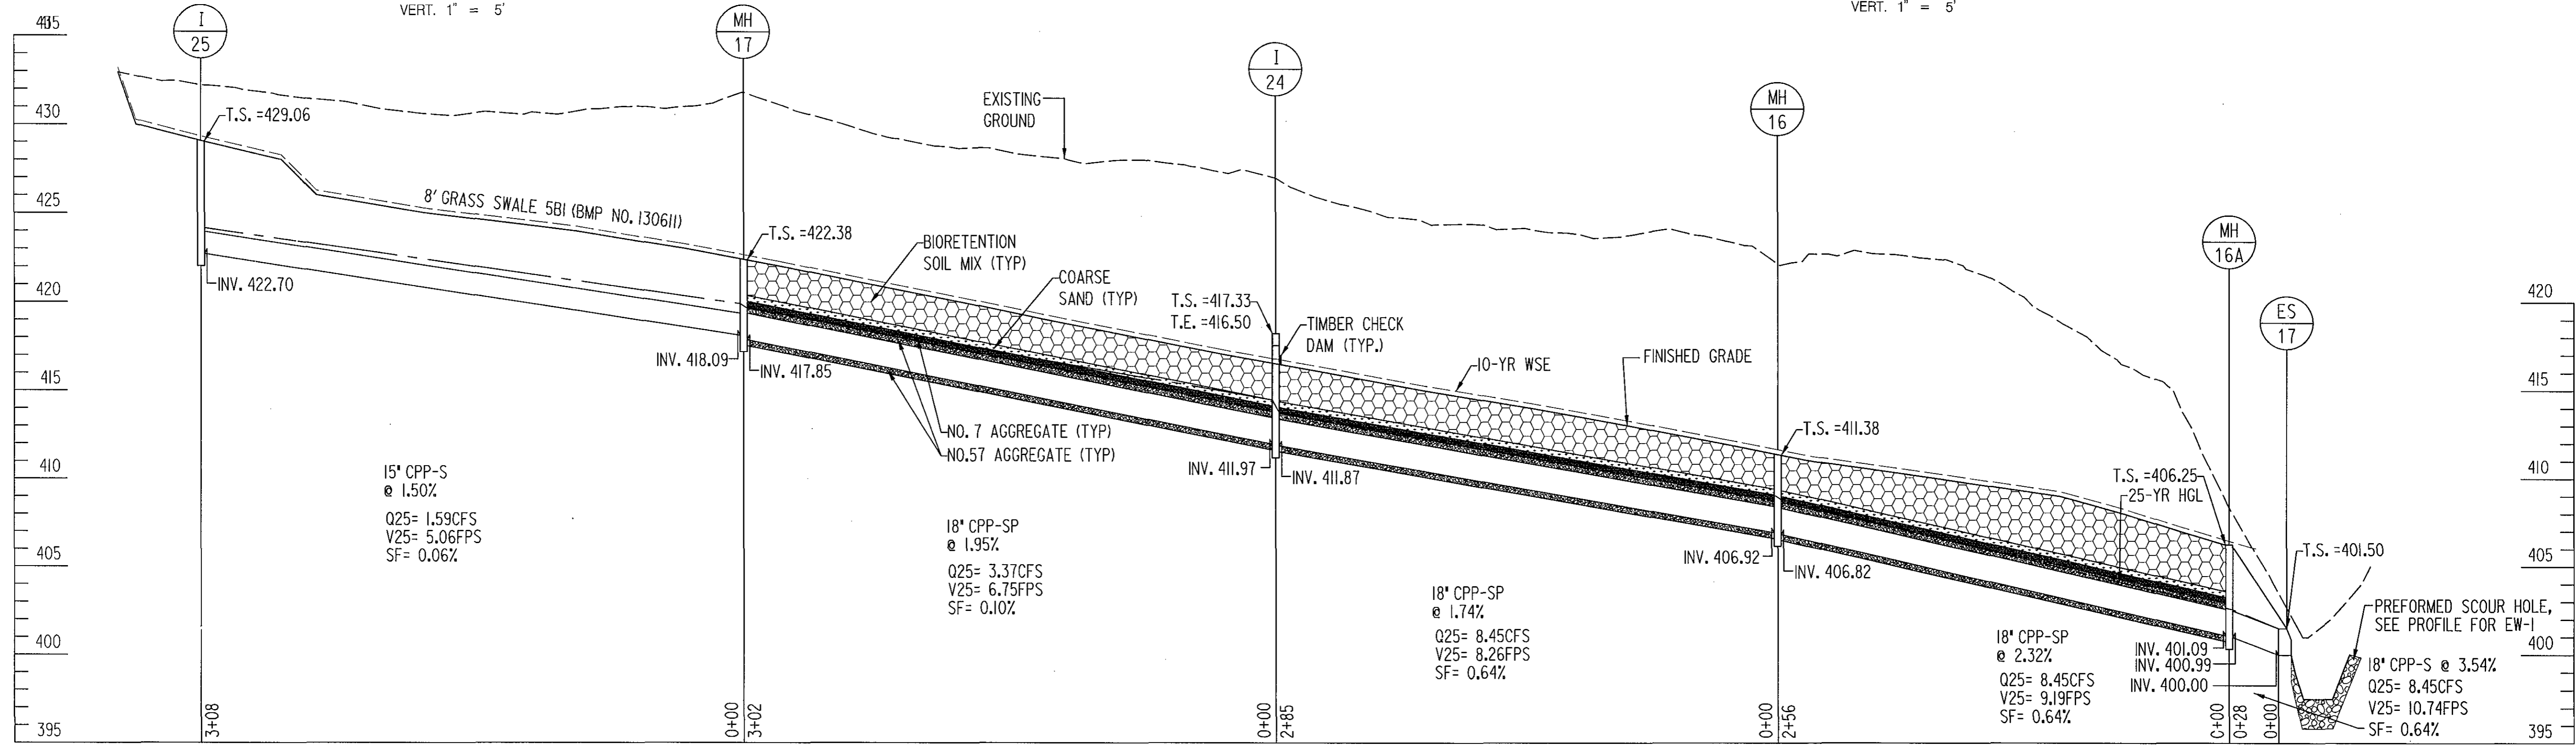 VERT. 1" = 5'
VERT. 1" = 5'
I
25
MH
17
I
24
MH
16
MH
16A
ES
17
430
425
420
415
410
405
400
395
420
415
410
405
400
395
T.S. =429.06
EXISTING
GROUND
8' GRASS SWALE 5B1 (BMP NO. 130611)
INV. 422.70
T.S. =422.38
BIORETENTION
SOIL MIX (TYP)
COARSE
SAND (TYP)
T.S. =417.33
T.E. =416.50
TIMBER CHECK
DAM (TYP.)
10-YR WSE
FINISHED GRADE
INV. 418.09
INV. 417.85
NO. 7 AGGREGATE (TYP)
NO.57 AGGREGATE (TYP)
INV. 411.97
INV. 411.87
T.S. =411.38
T.S. =406.25
25-YR HGL
INV. 406.92
INV. 406.82
T.S. =401.50
PREFORMED SCOUR HOLE,
SEE PROFILE FOR EW-1
INV. 401.09
INV. 400.99
INV. 400.00
15" CPP-S
@ 1.50%
Q25= 1.59CFS
V25= 5.06FPS
SF= 0.06%
18" CPP-SP
@ 1.95%
Q25= 3.37CFS
V25= 6.75FPS
SF= 0.10%
18" CPP-SP
@ 1.74%
Q25= 8.45CFS
V25= 8.26FPS
SF= 0.64%
18" CPP-SP
@ 2.32%
Q25= 8.45CFS
V25= 9.19FPS
SF= 0.64%
18" CPP-S @ 3.54%
Q25= 8.45CFS
V25= 10.74FPS
SF= 0.64%
3+08
0+00
3+02
0+00
2+85
0+00
2+56
0+00
0+28
0+00